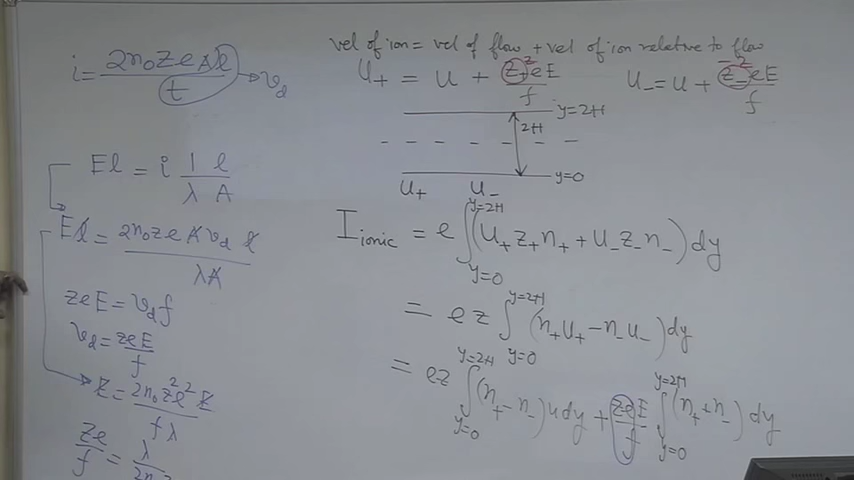 i = 2n₀zeAl / t → v_d
El = i 1/λ l/A
El = 2n₀zeA v_d l / λA
zeE = v_d f
v_d = zeE / f
E = 2n₀z²e²E / fλ
ze/f = λ /
vel of ion = vel of flow + vel of ion relative to flow
u₊ = u + z₊eE / f
u₋ = u + z₋eE / f
y=2H
2H
y=0
u₊ u₋
I_ionic = e ∫_{y=0}^{y=2H} (u₊z₊n₊ + u₋z₋n₋) dy
= ez ∫_{y=0}^{y=2H} (n₊u₊ − n₋u₋) dy
= ez ∫_{y=0}^{y=2H} (n₊ − n₋) u dy + zeE/f ∫_{y=0}^{y=2H} (n₊ + n₋) dy